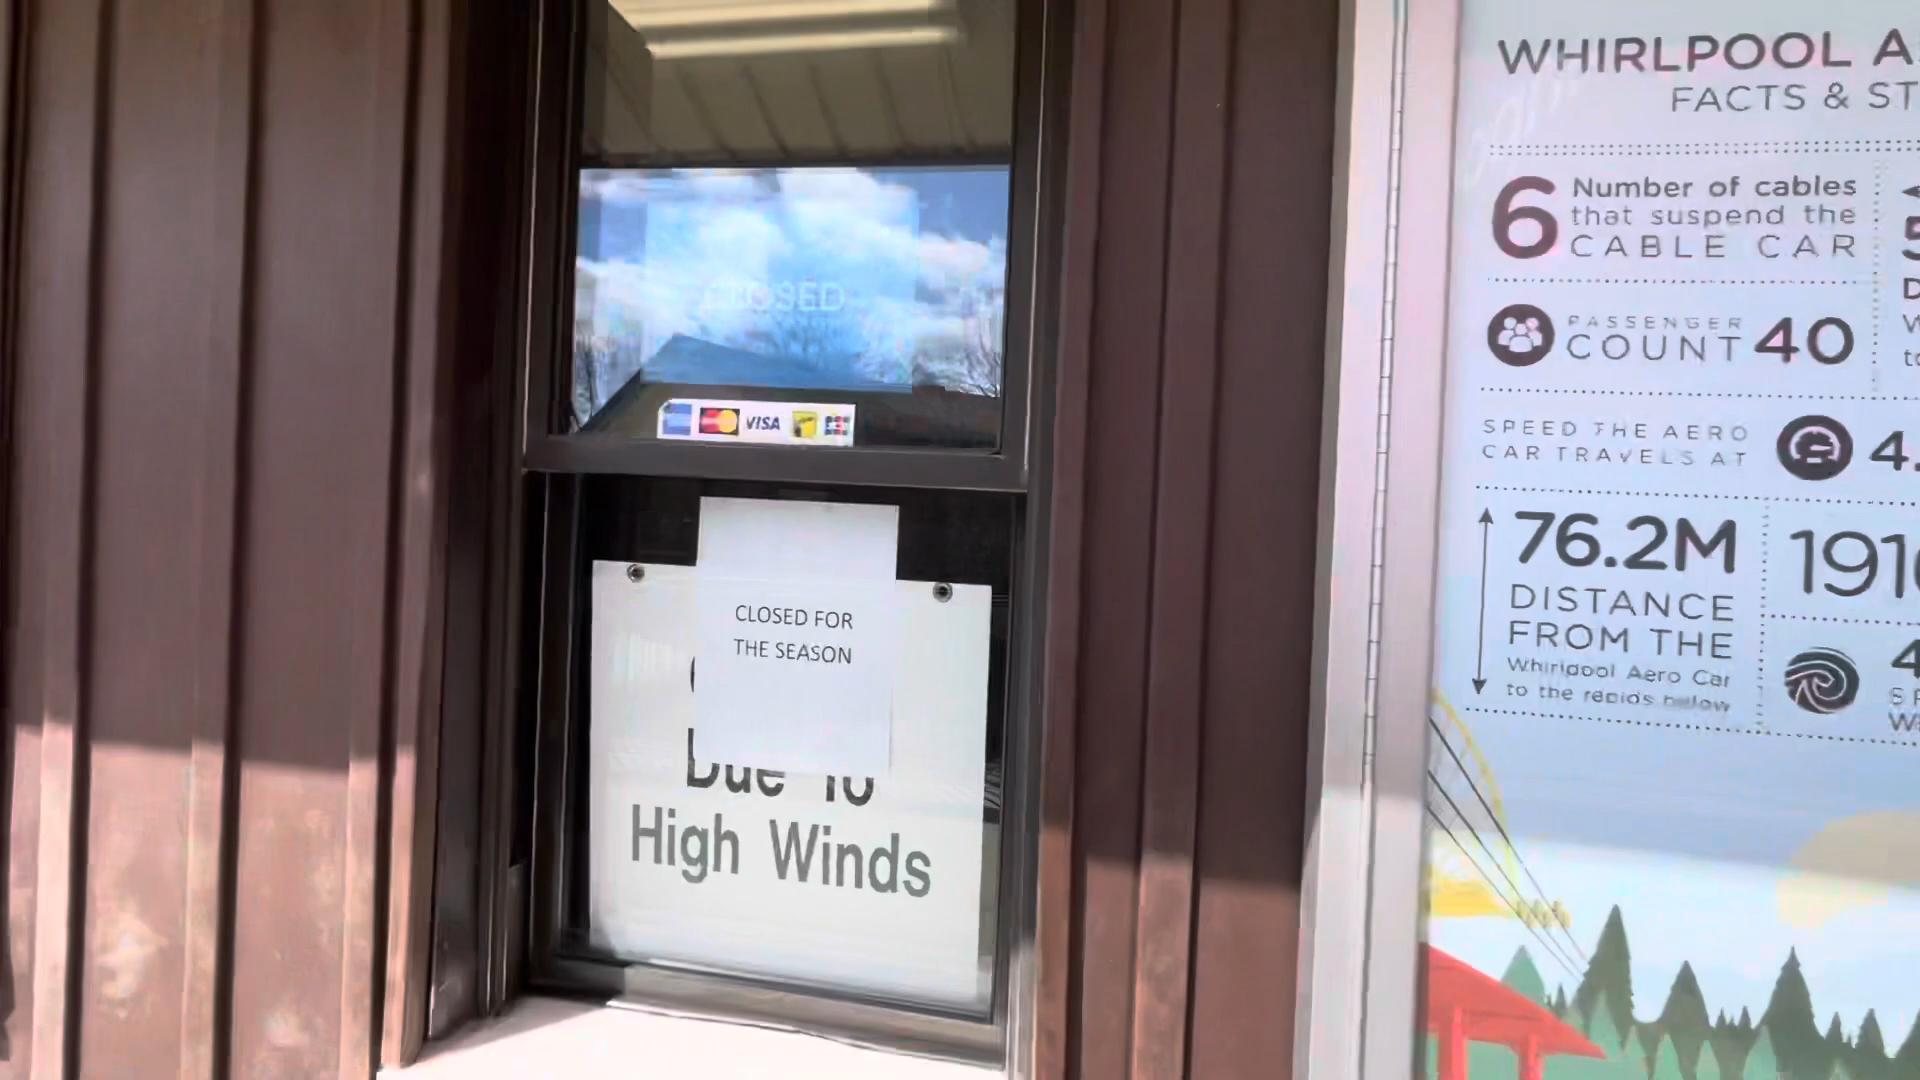 CLOSED
VISA
CLOSED FOR
THE SEASON
Due To
High Winds
WHIRLPOOL
FACTS &
6 Number of cables
that suspend the
CABLE CAR
PASSENGER
COUNT 40
SPEED THE AERO
CAR TRAVELS AT
76.2M
DISTANCE
FROM THE
Whirlpool Aero Car
to the rapids below